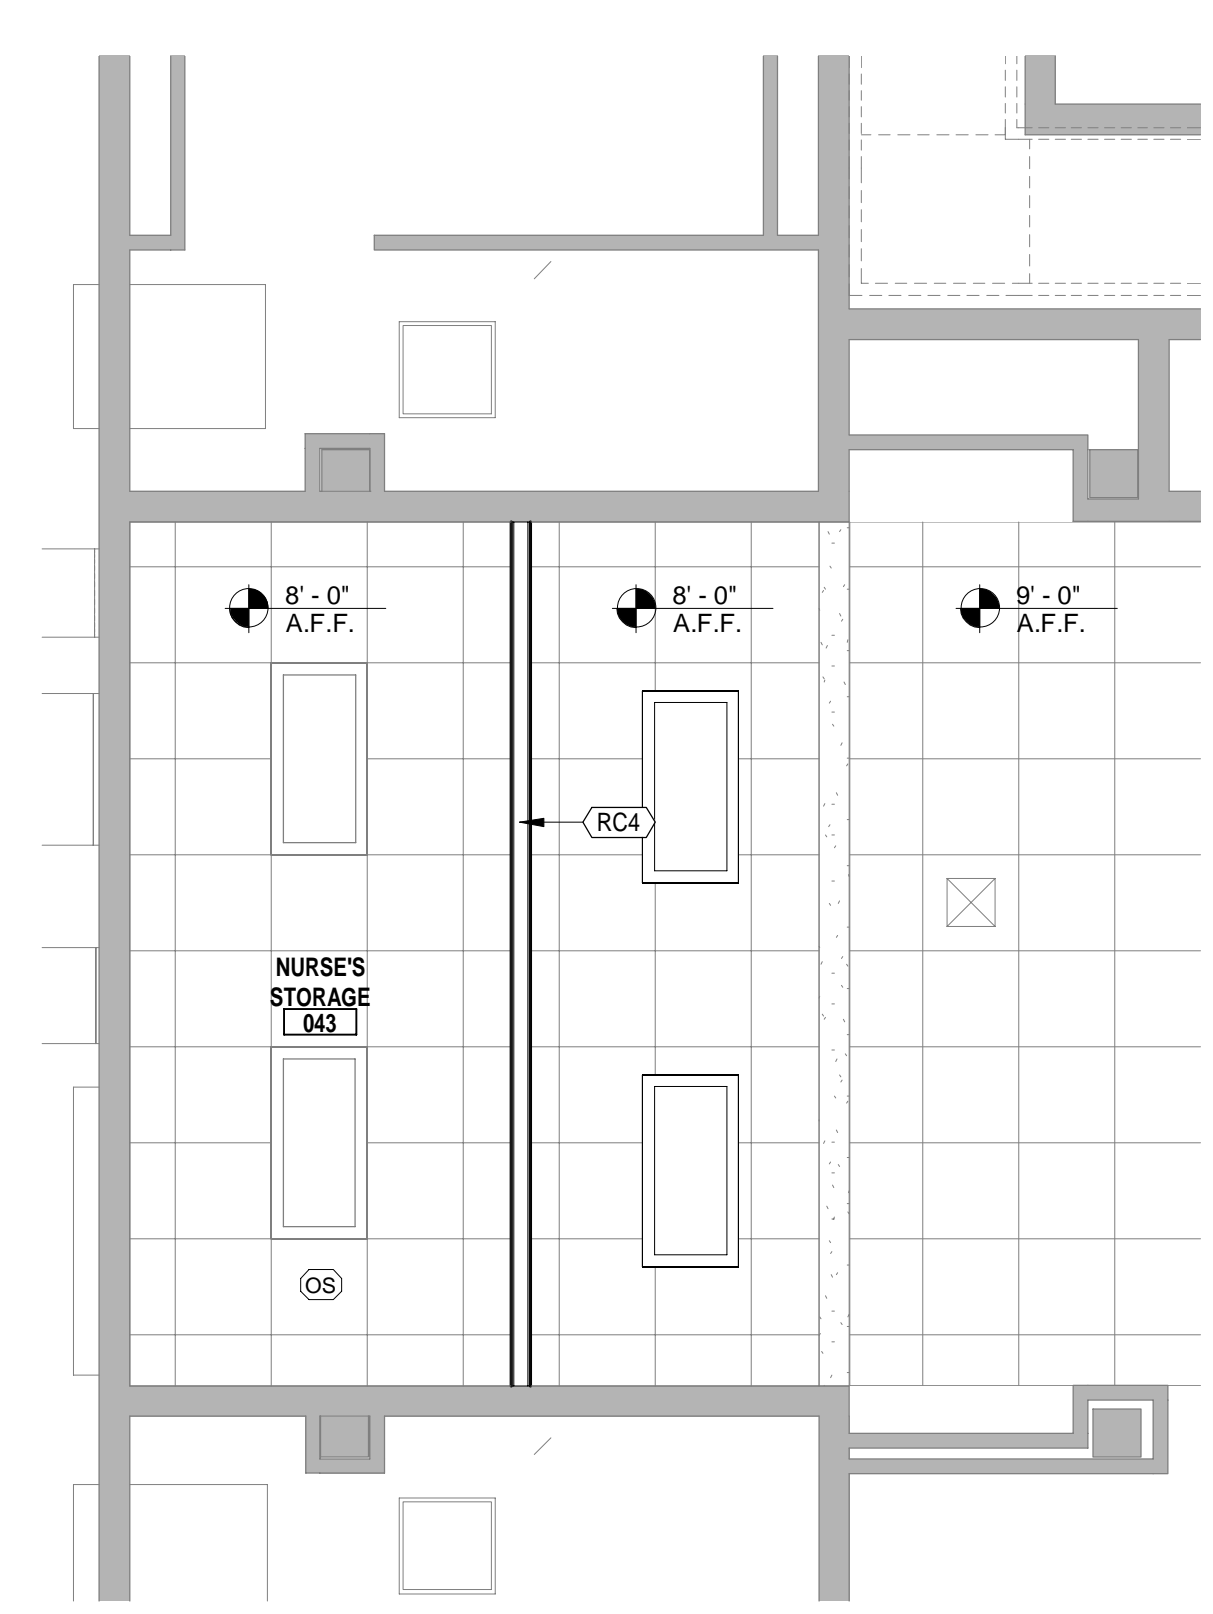 8' - 0"
A.F.F.
8' - 0"
A.F.F.
9' - 0"
A.F.F.
RC4
NURSE'S
STORAGE
043
OS